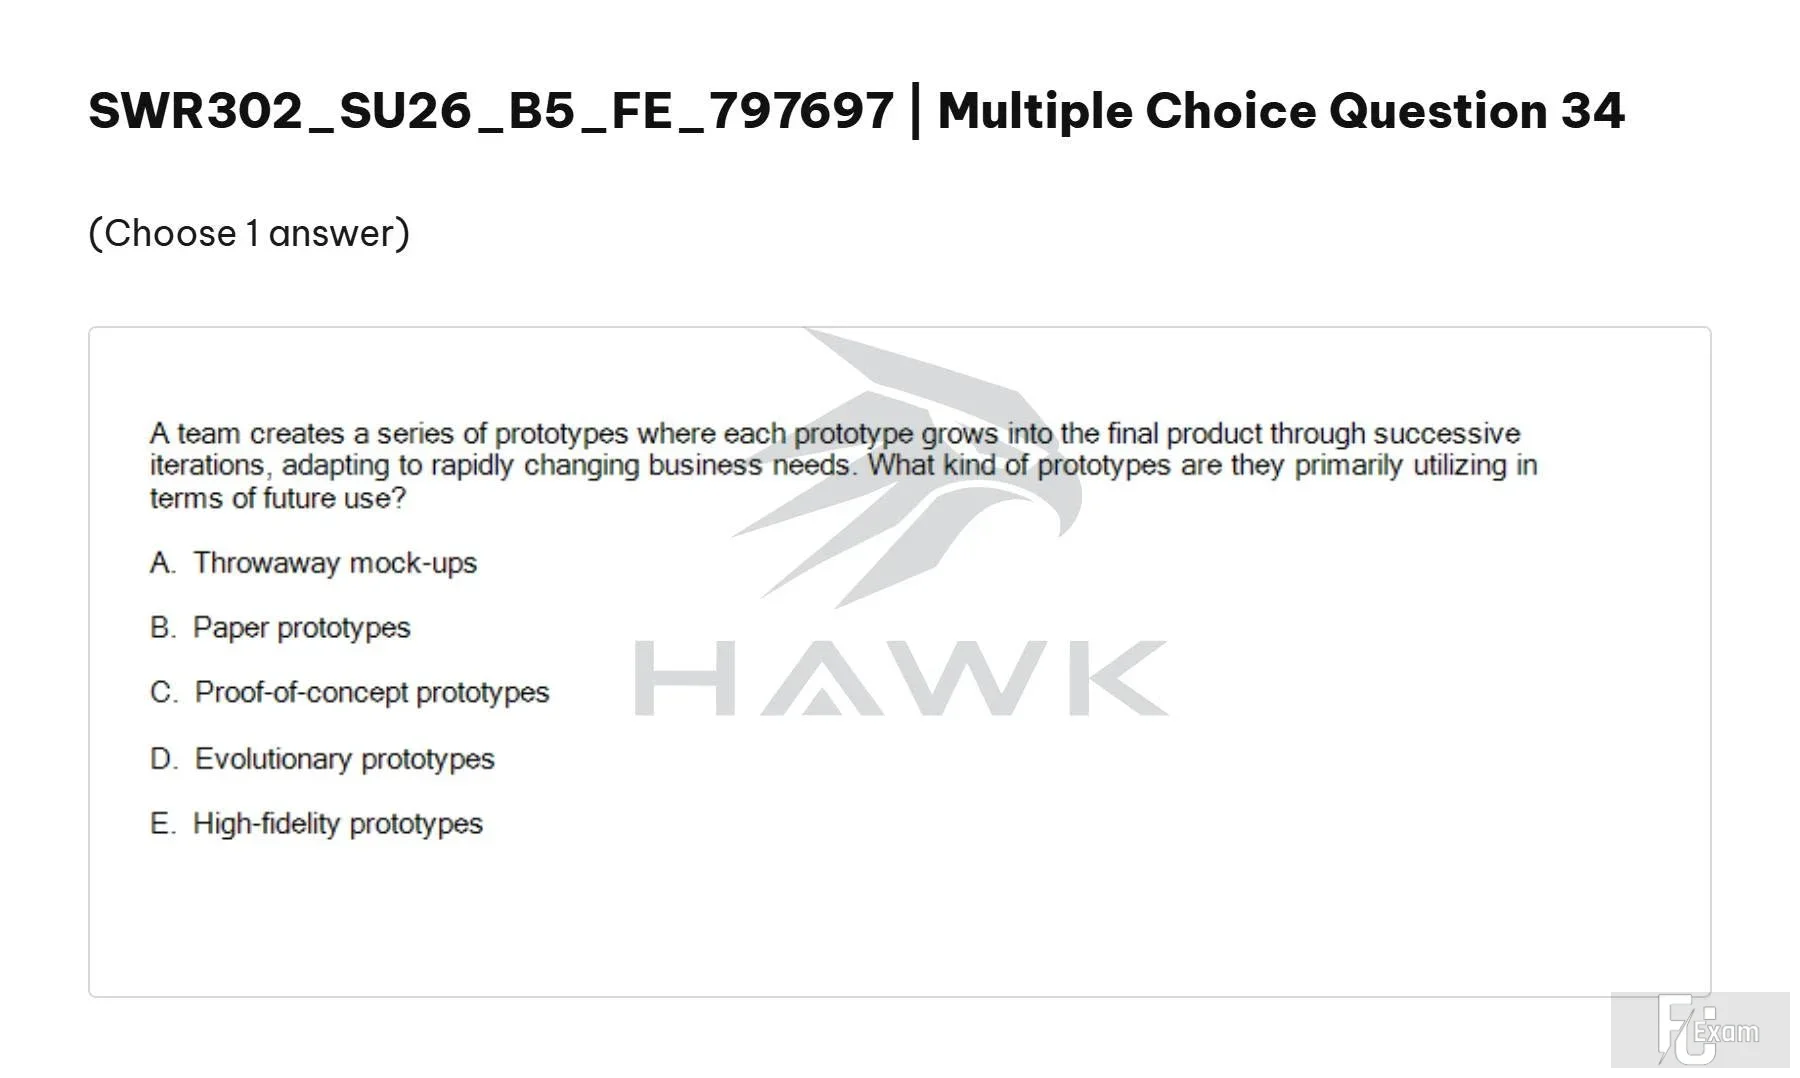 SWR302_SU26_B5_FE_797697 | Multiple Choice Question 34
(Choose 1 answer)
A team creates a series of prototypes where each prototype grows into the final product through successive
iterations, adapting to rapidly changing business needs. What kind of prototypes are they primarily utilizing in
terms of future use?
A. Throwaway mock-ups
B. Paper prototypes
C. Proof-of-concept prototypes
D. Evolutionary prototypes
E. High-fidelity prototypes
HAWK
FU Exam